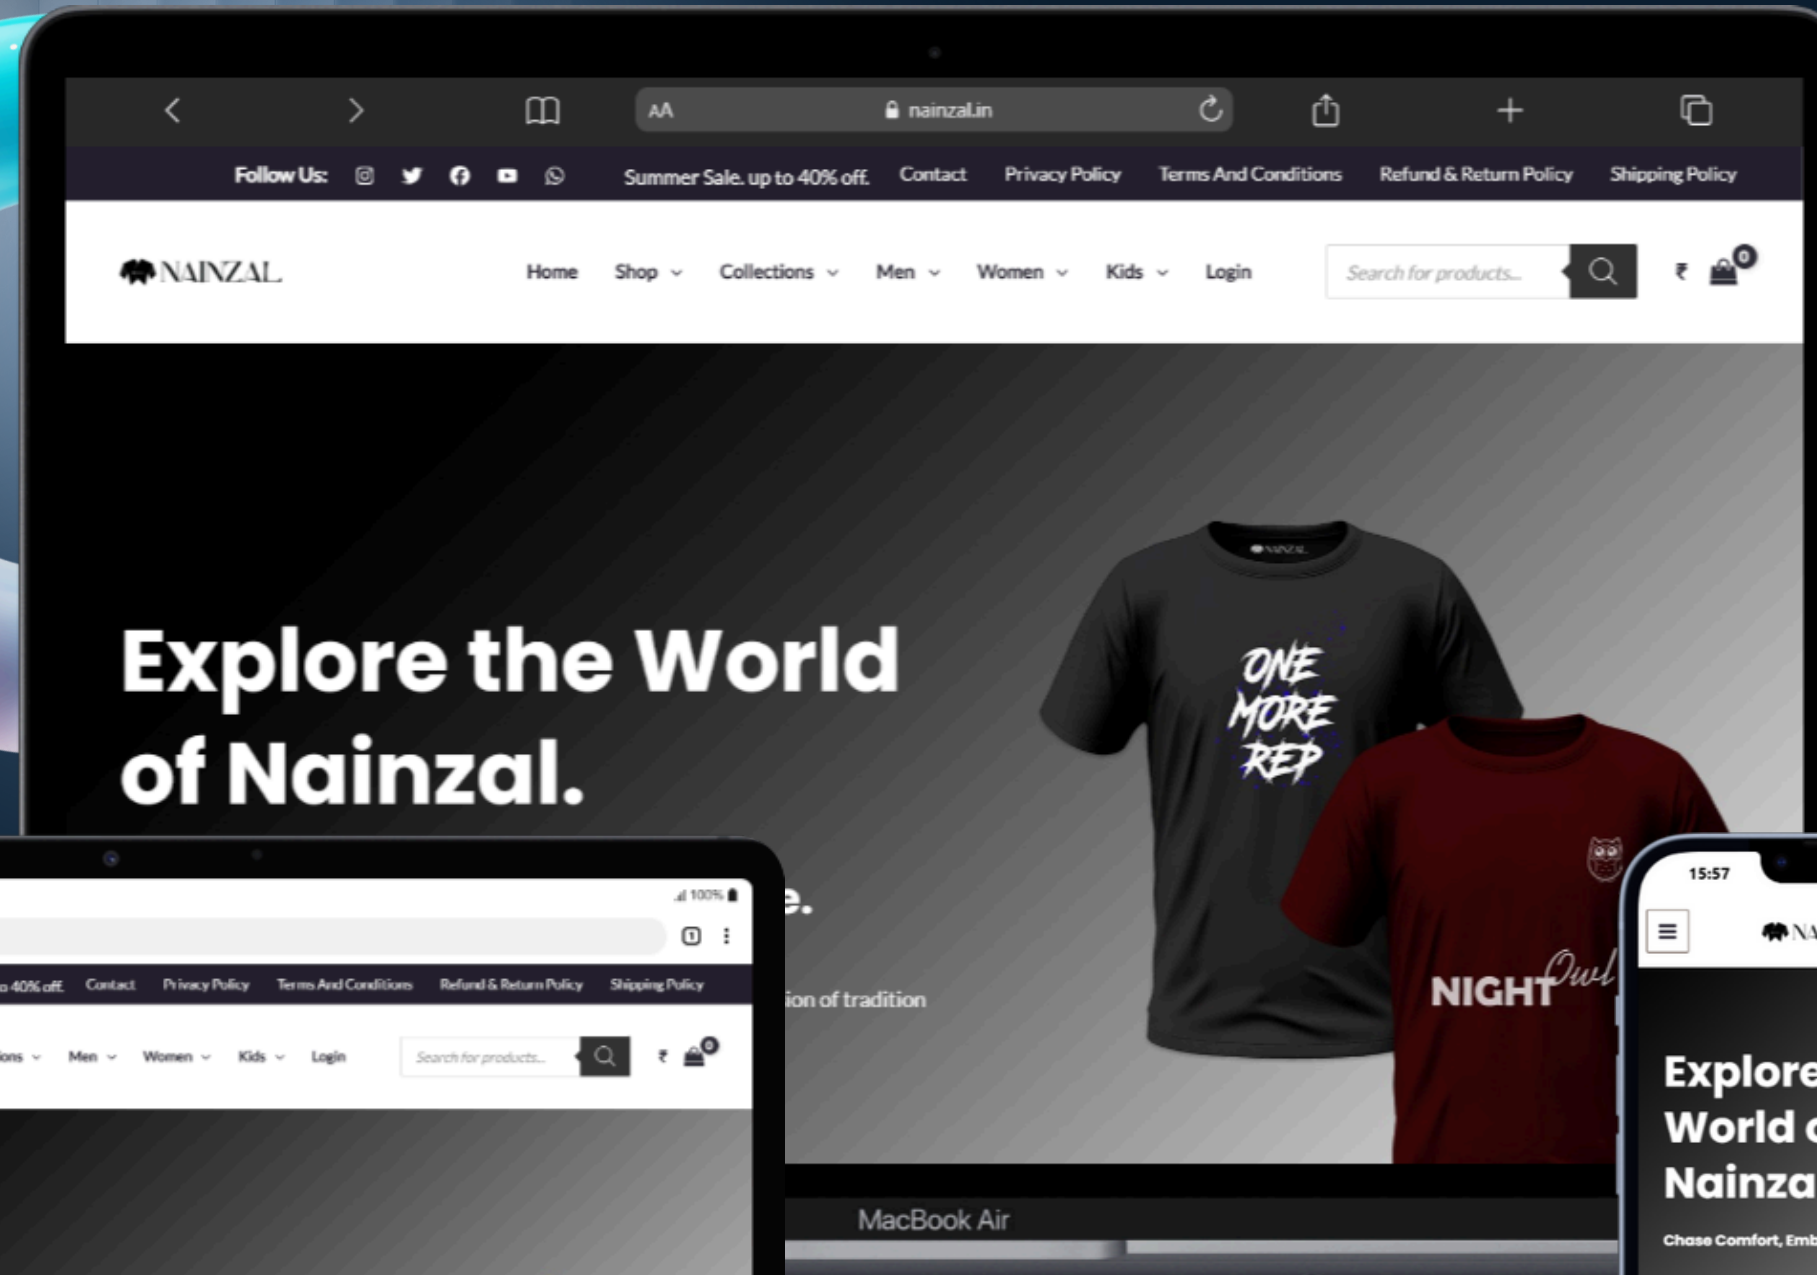 nainzal.in
AA
Follow Us:
Summer Sale. up to 40% off.
Contact
Privacy Policy
Terms And Conditions
Refund & Return Policy
Shipping Policy
NAINZAL
Home
Shop
Collections
Men
Women
Kids
Login
Search for products...
₹
0
Explore the World
of Nainzal.
NAINZAL
ONE
MORE
REP
NIGHT Owl
of tradition
MacBook Air
100%
1
40% off.
Contact
Privacy Policy
Terms And Conditions
Refund & Return Policy
Shipping Policy
Men
Women
Kids
Login
Search for products...
₹
0
15:57
Explore
World
Chase Comfort,